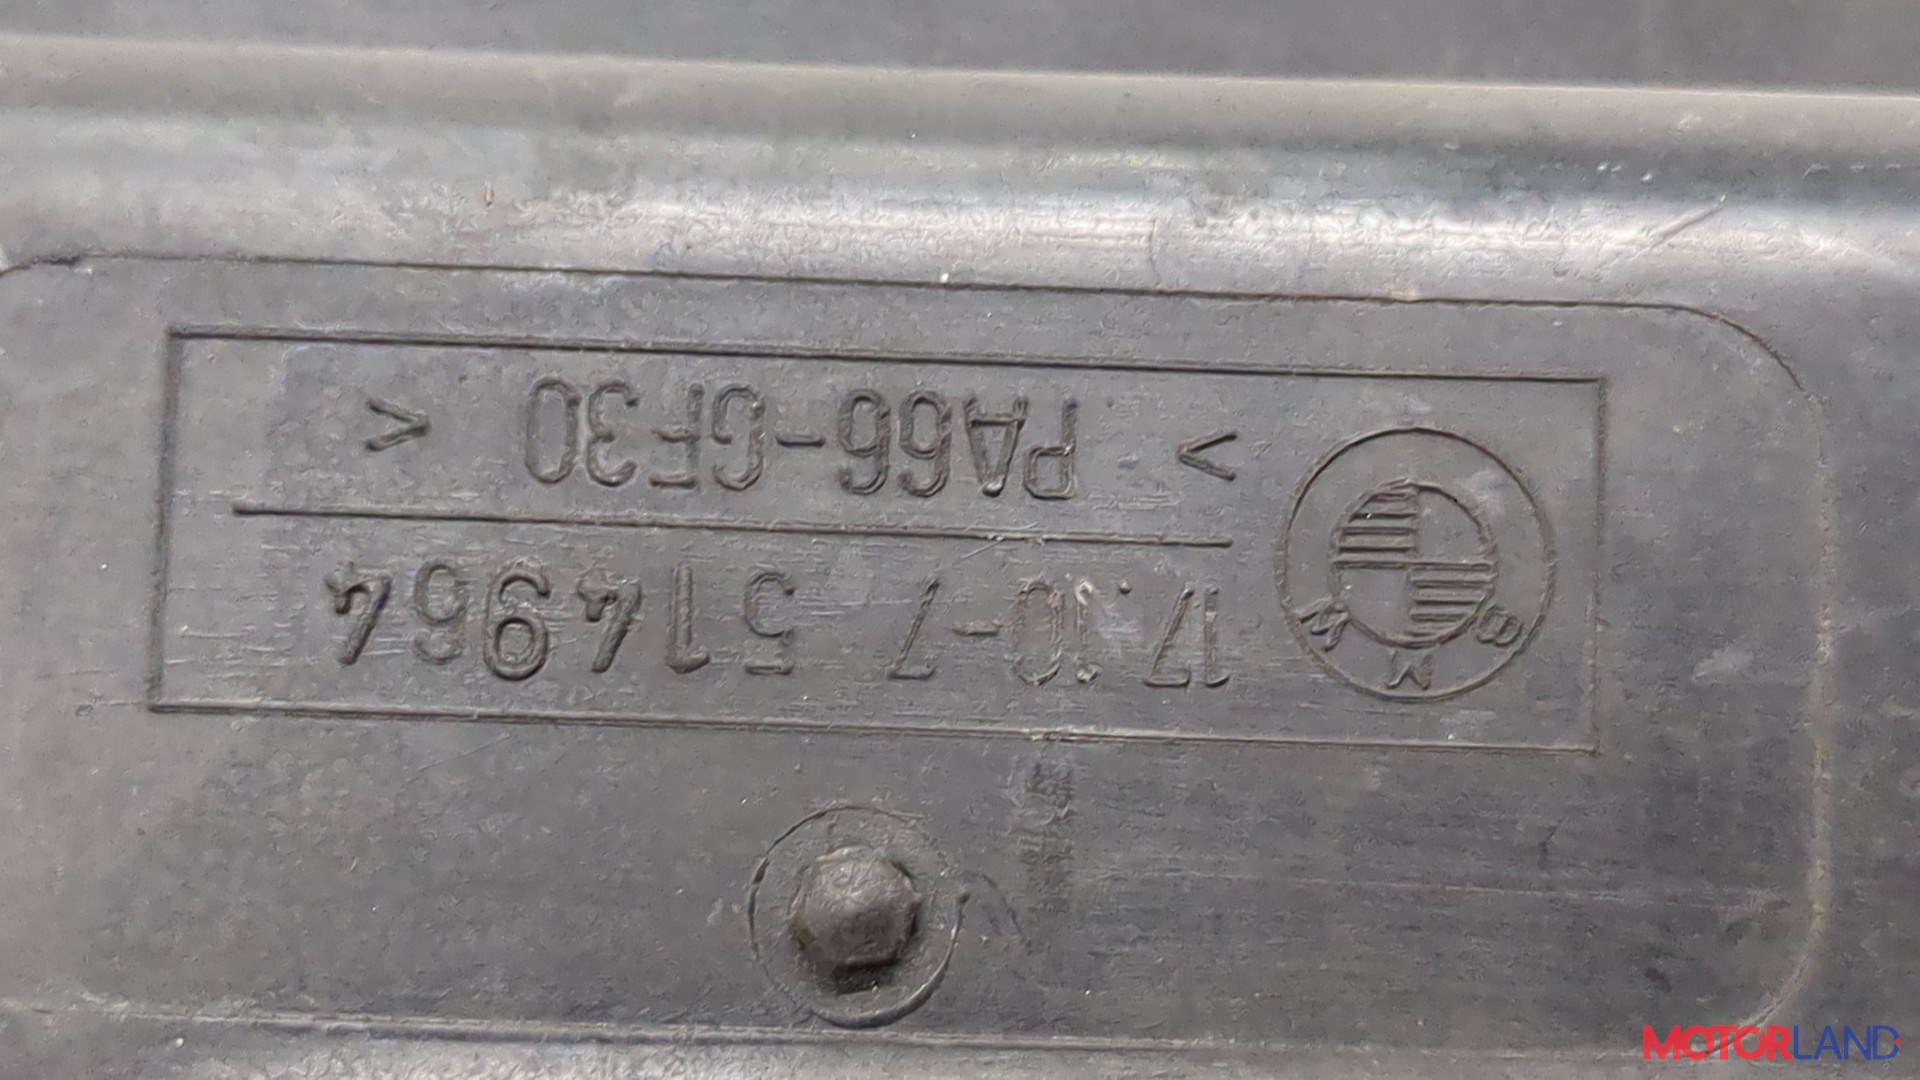 BMW
17.10-7 514964
> PA66-GF30 <
MOTORLAND